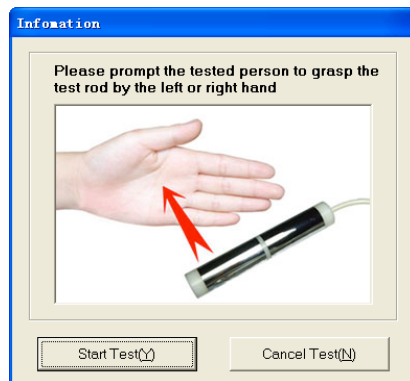 Infomation
Please prompt the tested person to grasp the
test rod by the left or right hand
Start Test(Y)
Cancel Test(N)